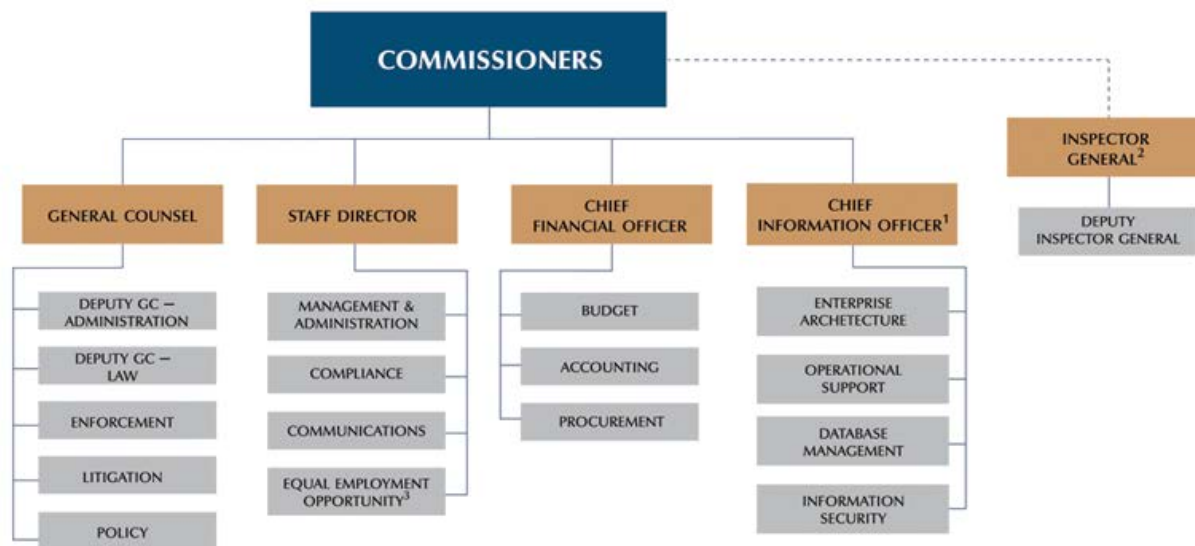 COMMISSIONERS
INSPECTOR
GENERAL²
DEPUTY
INSPECTOR GENERAL
GENERAL COUNSEL
DEPUTY GC –
ADMINISTRATION
DEPUTY GC –
LAW
ENFORCEMENT
LITIGATION
POLICY
STAFF DIRECTOR
MANAGEMENT &
ADMINISTRATION
COMPLIANCE
COMMUNICATIONS
EQUAL EMPLOYMENT
OPPORTUNITY³
CHIEF
FINANCIAL OFFICER
BUDGET
ACCOUNTING
PROCUREMENT
CHIEF
INFORMATION OFFICER¹
ENTERPRISE
ARCHETECTURE
OPERATIONAL
SUPPORT
DATABASE
MANAGEMENT
INFORMATION
SECURITY